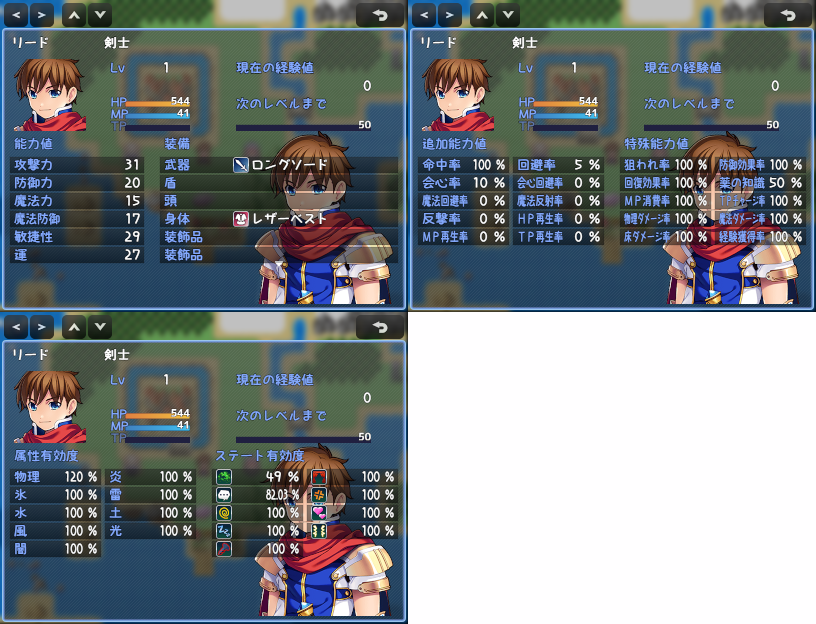 リード 剣士
Lv 1 現在の経験値
0
HP 544 次のレベルまで
MP 41
TP 50
能力値 装備
攻撃力 31 武器 ロングソード
防御力 20 盾
魔法力 15 頭
魔法防御 17 身体 レザーベスト
敏捷性 29 装飾品
運 27 装飾品
リード 剣士
Lv 1 現在の経験値
0
HP 544 次のレベルまで
MP 41
TP 50
追加能力値 特殊能力値
命中率 100 % 回避率 5 % 狙われ率 100 % 防御効果率 100 %
会心率 10 % 会心回避率 0 % 回復効果率 100 % 薬の知識 50 %
魔法回避率 0 % 魔法反射率 0 % MP消費率 100 % TPチャージ率 100 %
反撃率 0 % HP再生率 0 % 物理ダメージ率 100 % 魔法ダメージ率 100 %
MP再生率 0 % TP再生率 0 % 床ダメージ率 100 % 経験獲得率 100 %
リード 剣士
Lv 1 現在の経験値
0
HP 544 次のレベルまで
MP 41
TP 50
属性有効度 ステート有効度
物理 120 % 炎 100 % 49 % 100 %
氷 100 % 雷 100 % 82.03 % 100 %
水 100 % 土 100 % 100 % 100 %
風 100 % 光 100 % 100 % 100 %
闇 100 % 100 %